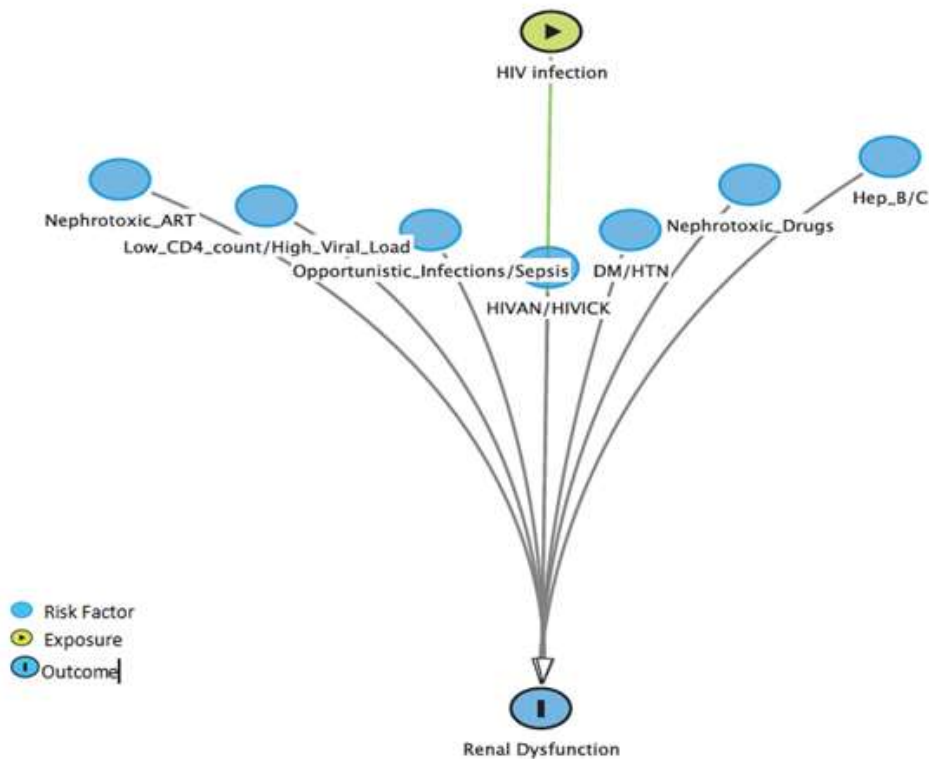 HIV infection
Hep_B/C
Nephrotoxic_ART
Nephrotoxic_Drugs
Low_CD4_count/High_Viral_Load
Opportunistic_Infections/Sepsis
DM/HTN
HIVAN/HIVICK
Risk Factor
Exposure
Outcome
Renal Dysfunction